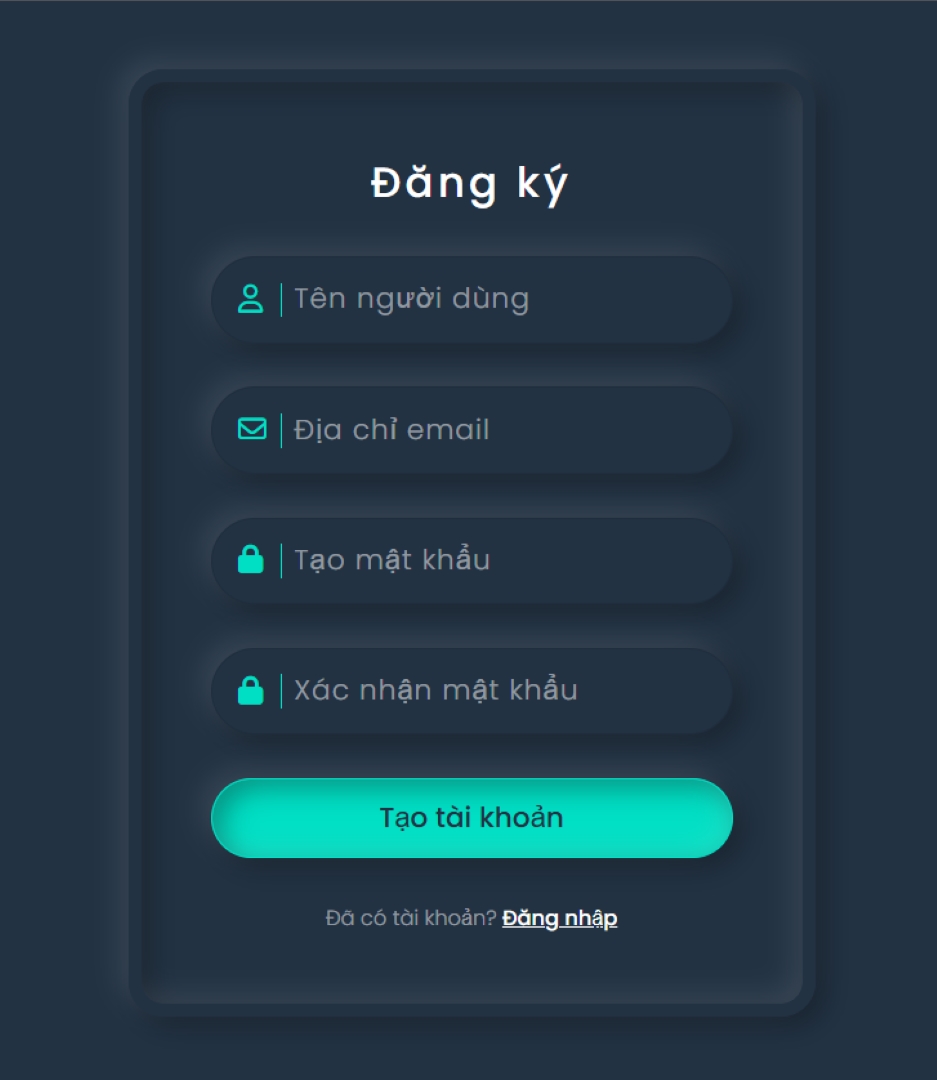 Đăng ký
Tên người dùng
Địa chỉ email
Tạo mật khẩu
Xác nhận mật khẩu
Tạo tài khoản
Đã có tài khoản? Đăng nhập